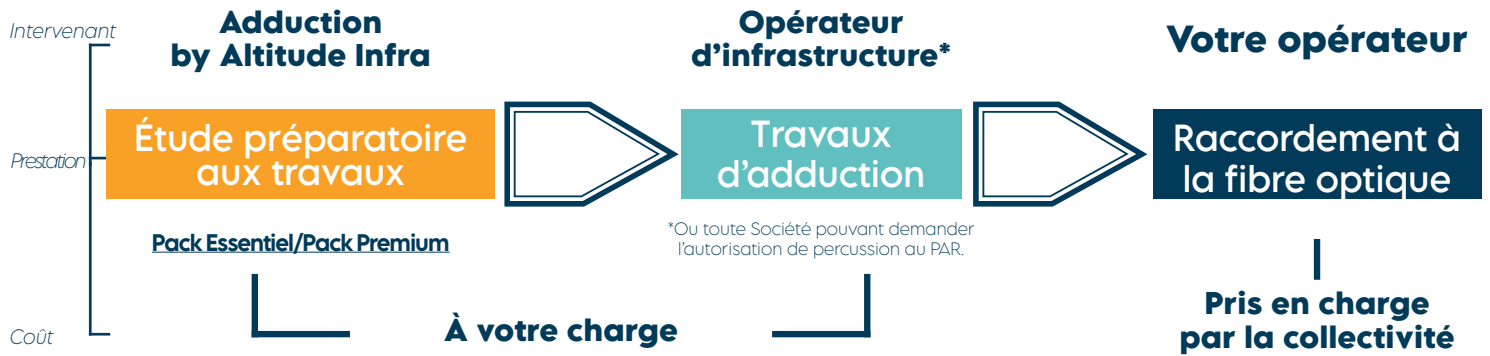 Intervenant
Adduction
by Altitude Infra
Opérateur
d'infrastructure*
Votre opérateur
Prestation
Étude préparatoire
aux travaux
Travaux
d'adduction
Raccordement à
la fibre optique
Pack Essentiel/Pack Premium
*Ou toute Société pouvant demander
l'autorisation de percussion au PAR.
Coût
À votre charge
Pris en charge
par la collectivité